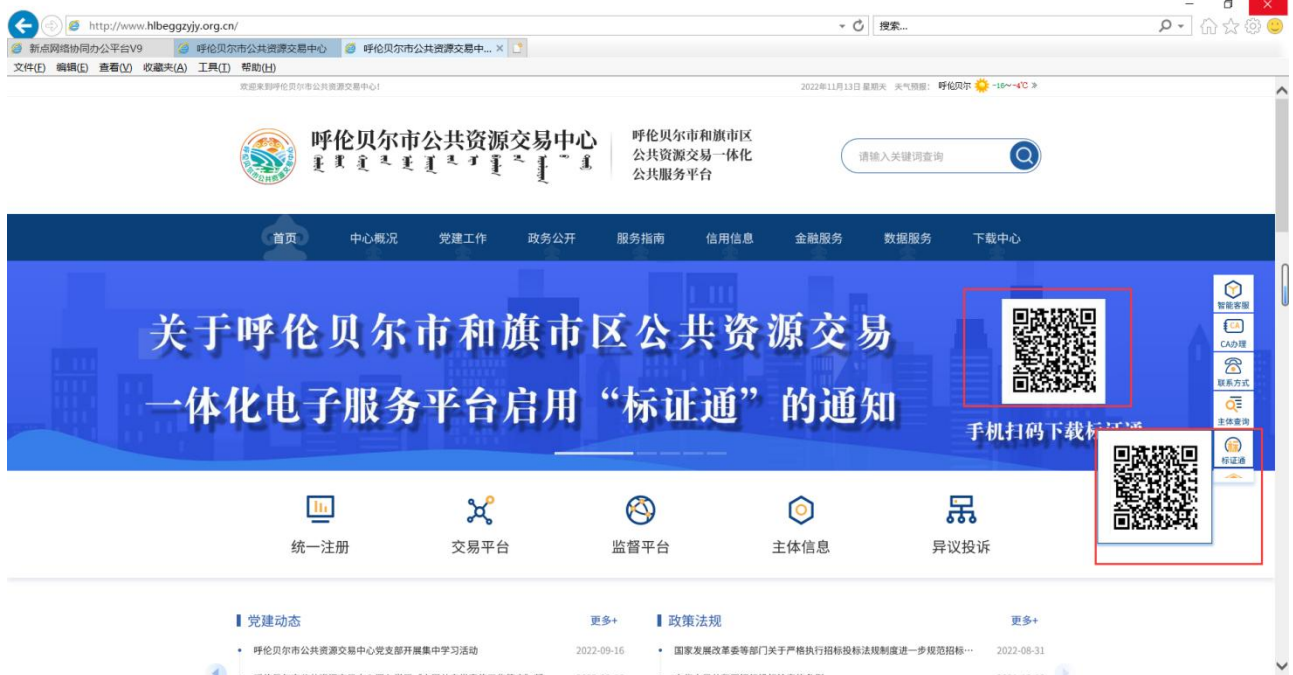 http://www.hlbeggzyjy.org.cn/
搜索...
新点网络协同办公平台V9
呼伦贝尔市公共资源交易中心
呼伦贝尔市公共资源交易中...
文件(F) 编辑(E) 查看(V) 收藏夹(A) 工具(T) 帮助(H)
欢迎来到呼伦贝尔市公共资源交易中心!
2022年11月13日 星期天 天气预报: 呼伦贝尔 -16~-4℃ »
呼伦贝尔市公共资源交易中心
呼伦贝尔市和旗市区
公共资源交易一体化
公共服务平台
请输入关键词查询
首页 中心概况 党建工作 政务公开 服务指南 信用信息 金融服务 数据服务 下载中心
关于呼伦贝尔市和旗市区公共资源交易
一体化电子服务平台启用“标证通”的通知
手机扫码下载标证通
智能客服
CA
CA办理
联系方式
主体查询
标证通
统一注册 交易平台 监督平台 主体信息 异议投诉
党建动态 更多+
政策法规 更多+
呼伦贝尔市公共资源交易中心党支部开展集中学习活动 2022-09-16
国家发展改革委等部门关于严格执行招标投标法规制度进一步规范招标… 2022-08-31